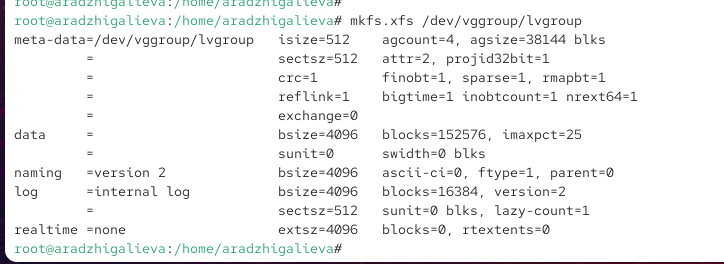 root@aradzhigalieva:/home/aradzhigalieva#
root@aradzhigalieva:/home/aradzhigalieva# mkfs.xfs /dev/vggroup/lvgroup
meta-data=/dev/vggroup/lvgroup   isize=512    agcount=4, agsize=38144 blks
         =                       sectsz=512   attr=2, projid32bit=1
         =                       crc=1        finobt=1, sparse=1, rmapbt=1
         =                       reflink=1    bigtime=1 inobtcount=1 nrext64=1
         =                       exchange=0
data     =                       bsize=4096   blocks=152576, imaxpct=25
         =                       sunit=0      swidth=0 blks
naming   =version 2              bsize=4096   ascii-ci=0, ftype=1, parent=0
log      =internal log           bsize=4096   blocks=16384, version=2
         =                       sectsz=512   sunit=0 blks, lazy-count=1
realtime =none                   extsz=4096   blocks=0, rtextents=0
root@aradzhigalieva:/home/aradzhigalieva#